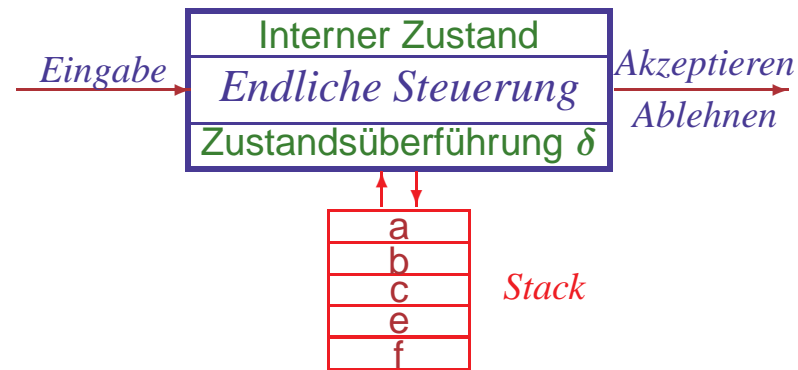 Interner Zustand
Eingabe
Endliche Steuerung
Akzeptieren
Ablehnen
Zustandsüberführung δ
a
b
c
e
f
Stack